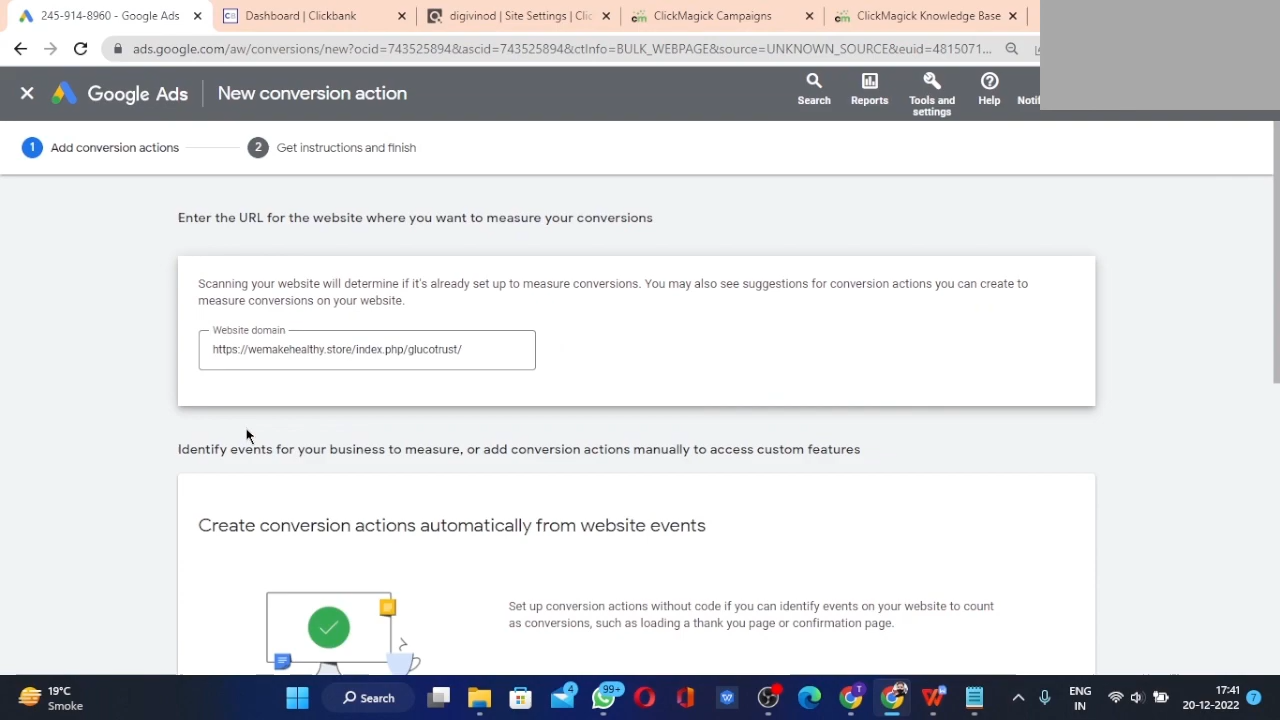 245-914-8960 - Google Ads
Dashboard | Clickbank
digivinod | Site Settings | Clic
ClickMagick Campaigns
ClickMagick Knowledge Base
ads.google.com/aw/conversions/new?ocid=743525894&ascid=743525894&ctInfo=BULK_WEBPAGE&source=UNKNOWN_SOURCE&euid=4815071...
Google Ads
New conversion action
Search
Reports
Tools and
settings
Help
Notif
1 Add conversion actions
2 Get instructions and finish
Enter the URL for the website where you want to measure your conversions
Scanning your website will determine if it's already set up to measure conversions. You may also see suggestions for conversion actions you can create to
measure conversions on your website.
Website domain
https://wemakehealthy.store/index.php/glucotrust/
Identify events for your business to measure, or add conversion actions manually to access custom features
Create conversion actions automatically from website events
Set up conversion actions without code if you can identify events on your website to count
as conversions, such as loading a thank you page or confirmation page.
19°C
Smoke
Search
4
99+
ENG
IN
17:41
20-12-2022
7